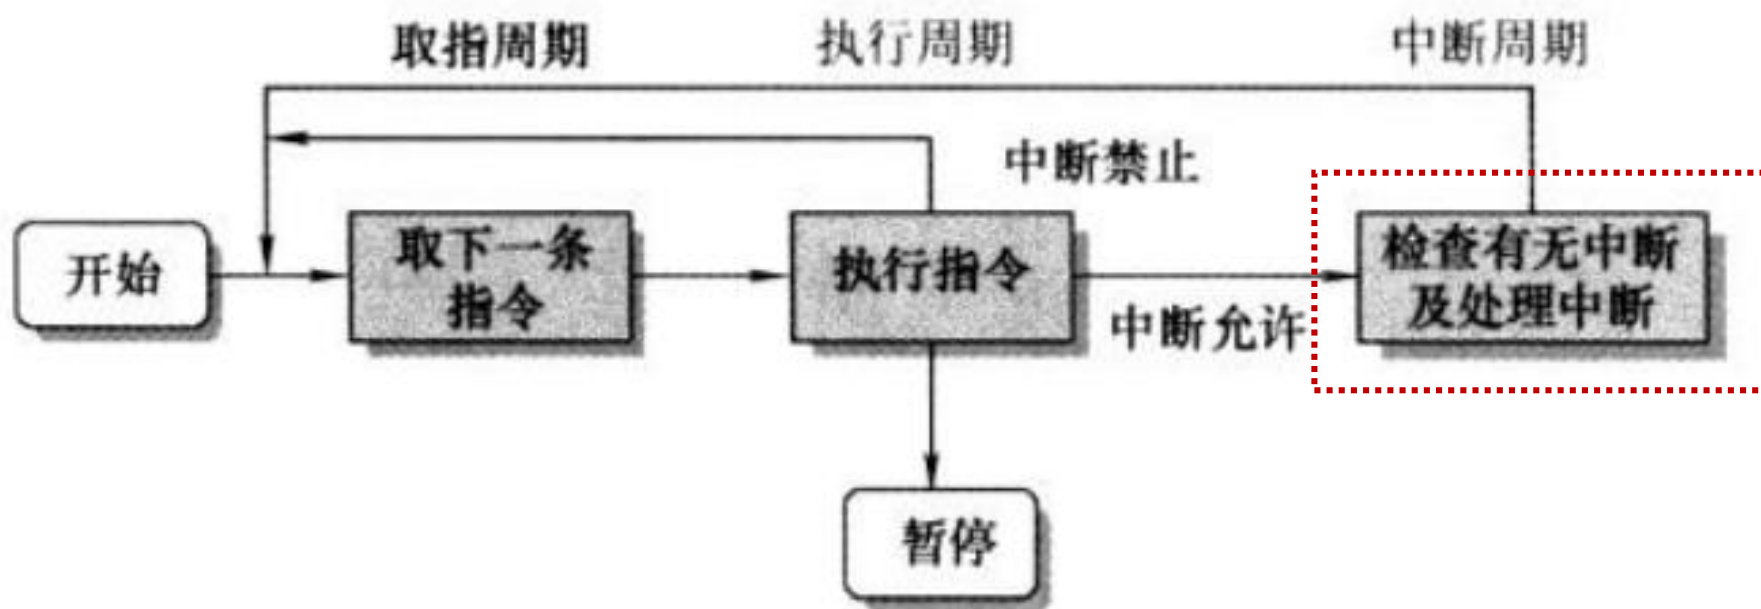 取指周期
执行周期
中断周期
中断禁止
开始
取下一条
指令
执行指令
中断允许
检查有无中断
及处理中断
暂停